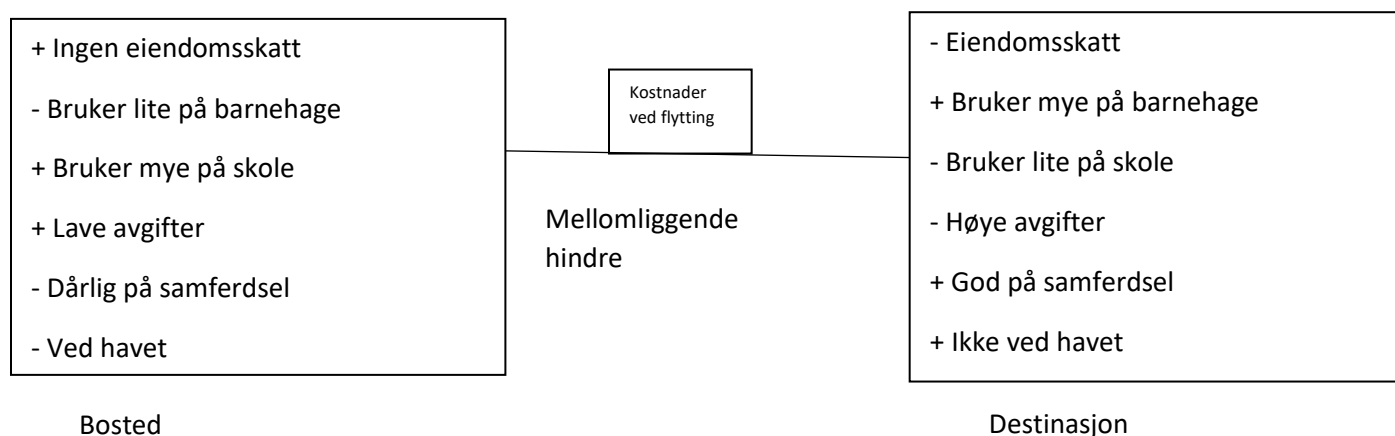 + Ingen eiendomsskatt
- Bruker lite på barnehage
+ Bruker mye på skole
+ Lave avgifter
- Dårlig på samferdsel
- Ved havet
Bosted
Kostnader
ved flytting
Mellomliggende
hindre
- Eiendomsskatt
+ Bruker mye på barnehage
- Bruker lite på skole
- Høye avgifter
+ God på samferdsel
+ Ikke ved havet
Destinasjon